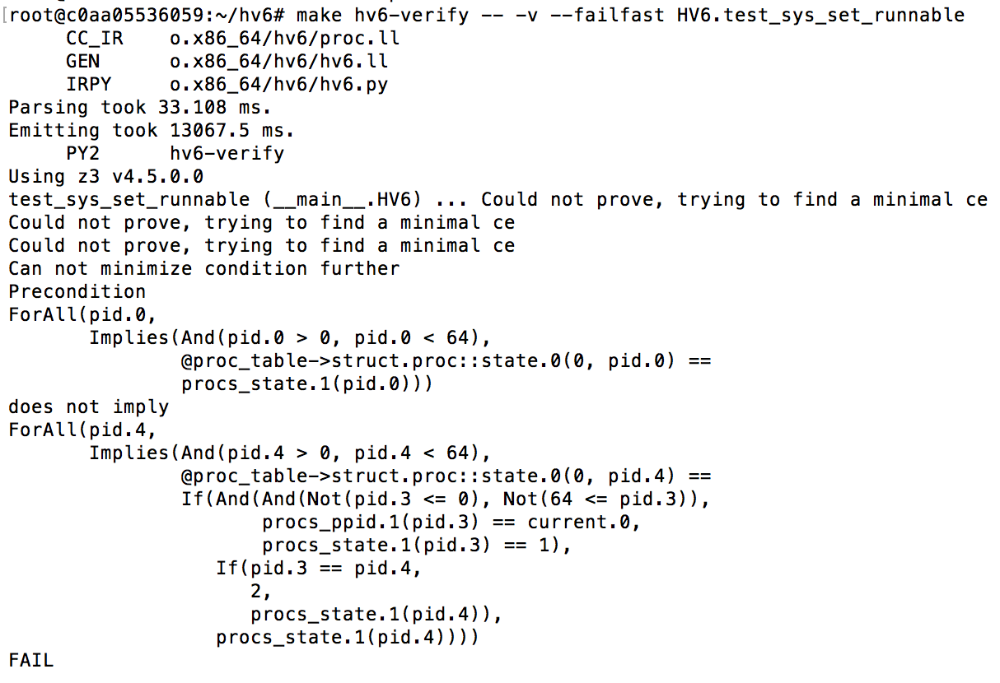 [root@c0aa05536059:~/hv6# make hv6-verify -- -v --failfast HV6.test_sys_set_runnable
     CC_IR    o.x86_64/hv6/proc.ll
     GEN      o.x86_64/hv6/hv6.ll
     IRPY     o.x86_64/hv6/hv6.py
Parsing took 33.108 ms.
Emitting took 13067.5 ms.
     PY2      hv6-verify
Using z3 v4.5.0.0
test_sys_set_runnable (__main__.HV6) ... Could not prove, trying to find a minimal ce
Could not prove, trying to find a minimal ce
Could not prove, trying to find a minimal ce
Can not minimize condition further
Precondition
ForAll(pid.0,
       Implies(And(pid.0 > 0, pid.0 < 64),
               @proc_table->struct.proc::state.0(0, pid.0) ==
               procs_state.1(pid.0)))
does not imply
ForAll(pid.4,
       Implies(And(pid.4 > 0, pid.4 < 64),
               @proc_table->struct.proc::state.0(0, pid.4) ==
               If(And(And(Not(pid.3 <= 0), Not(64 <= pid.3)),
                      procs_ppid.1(pid.3) == current.0,
                      procs_state.1(pid.3) == 1),
                  If(pid.3 == pid.4,
                     2,
                     procs_state.1(pid.4)),
                  procs_state.1(pid.4))))
FAIL